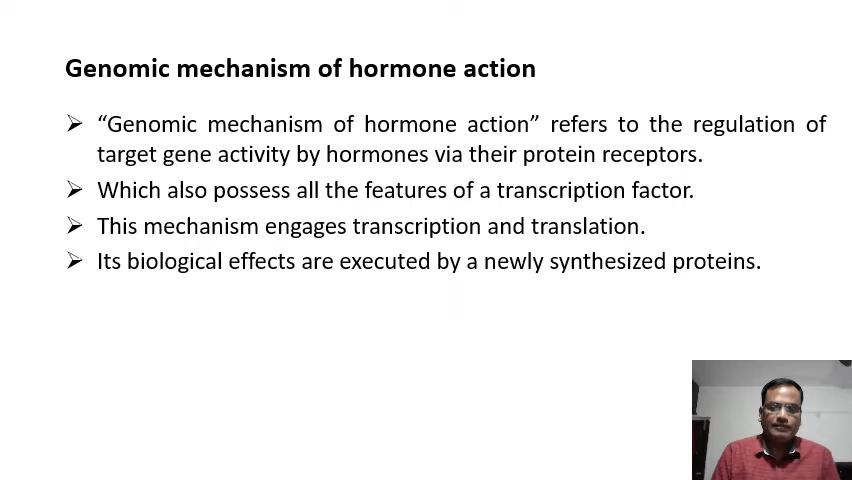 Genomic mechanism of hormone action
➢ “Genomic mechanism of hormone action” refers to the regulation of
target gene activity by hormones via their protein receptors.
➢ Which also possess all the features of a transcription factor.
➢ This mechanism engages transcription and translation.
➢ Its biological effects are executed by a newly synthesized proteins.